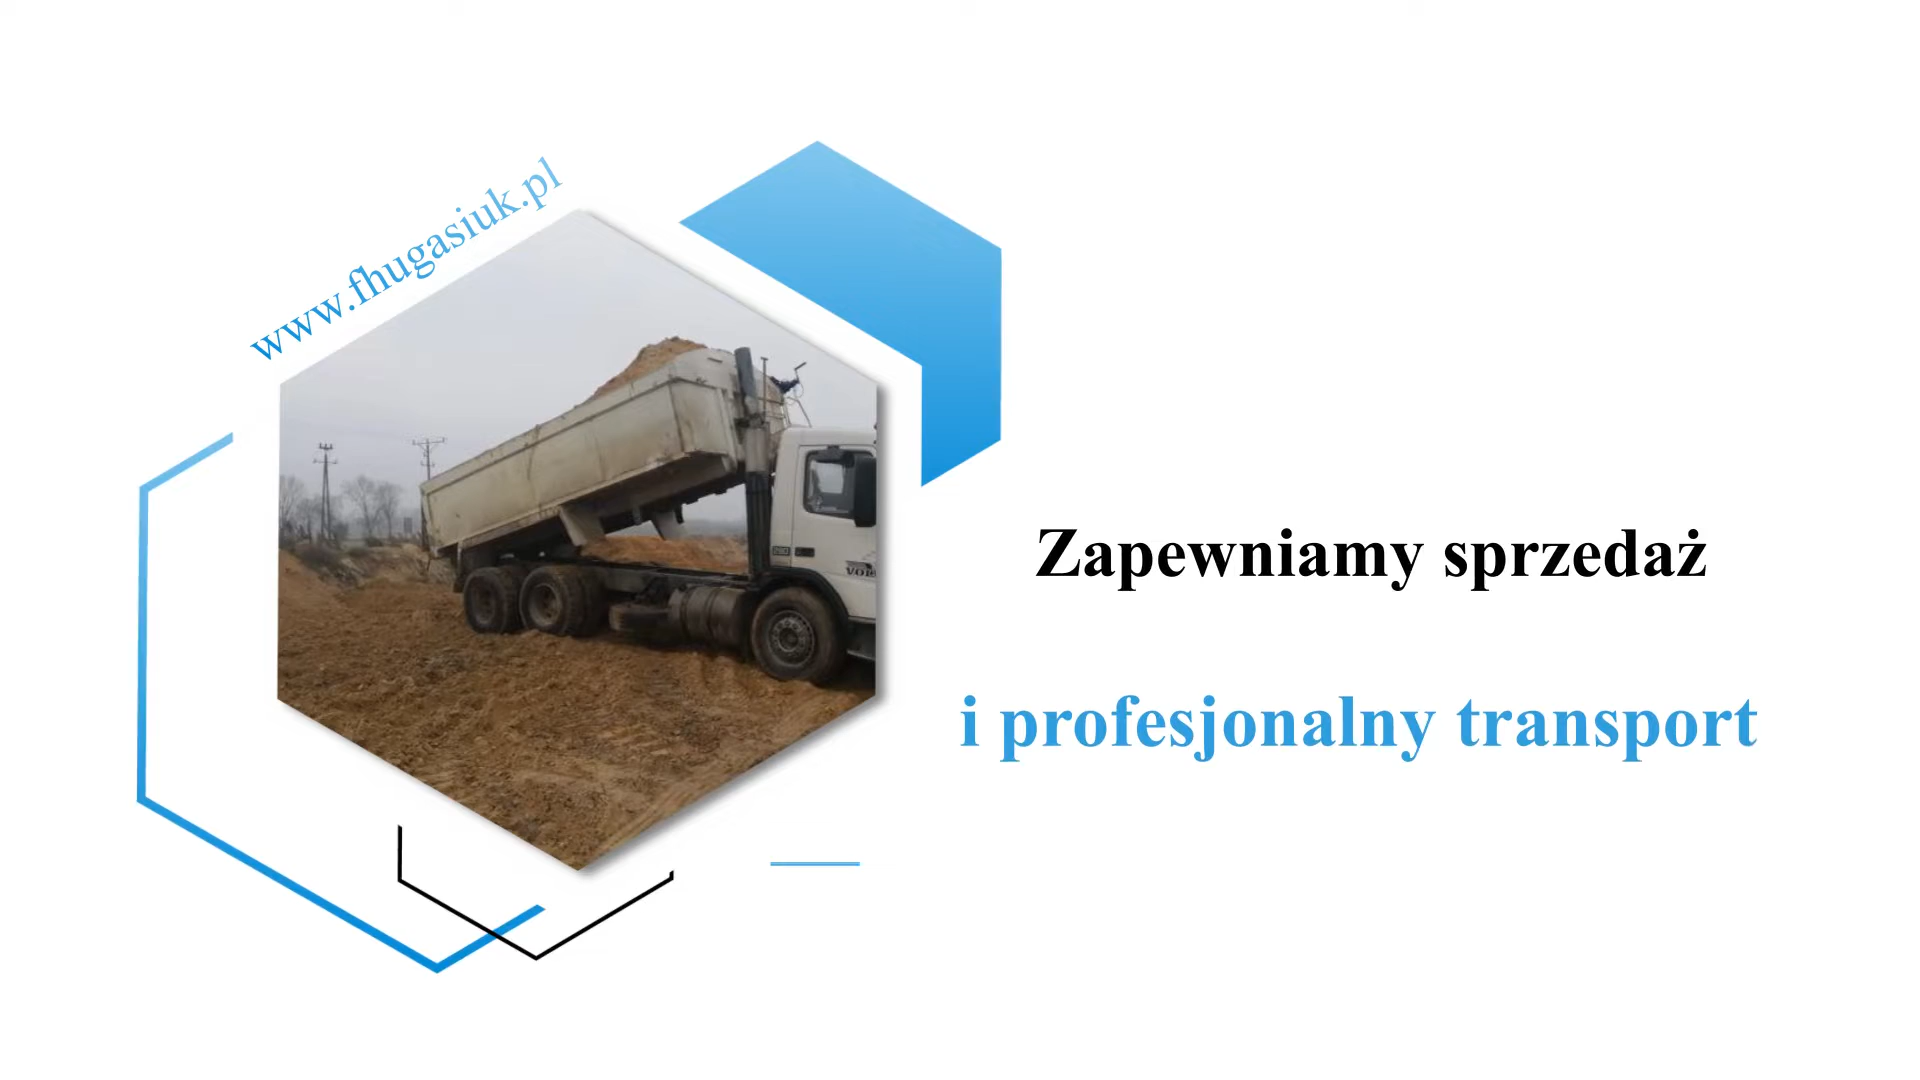 www.fhugasiuk.pl
Zapewniamy sprzedaż
i profesjonalny transport